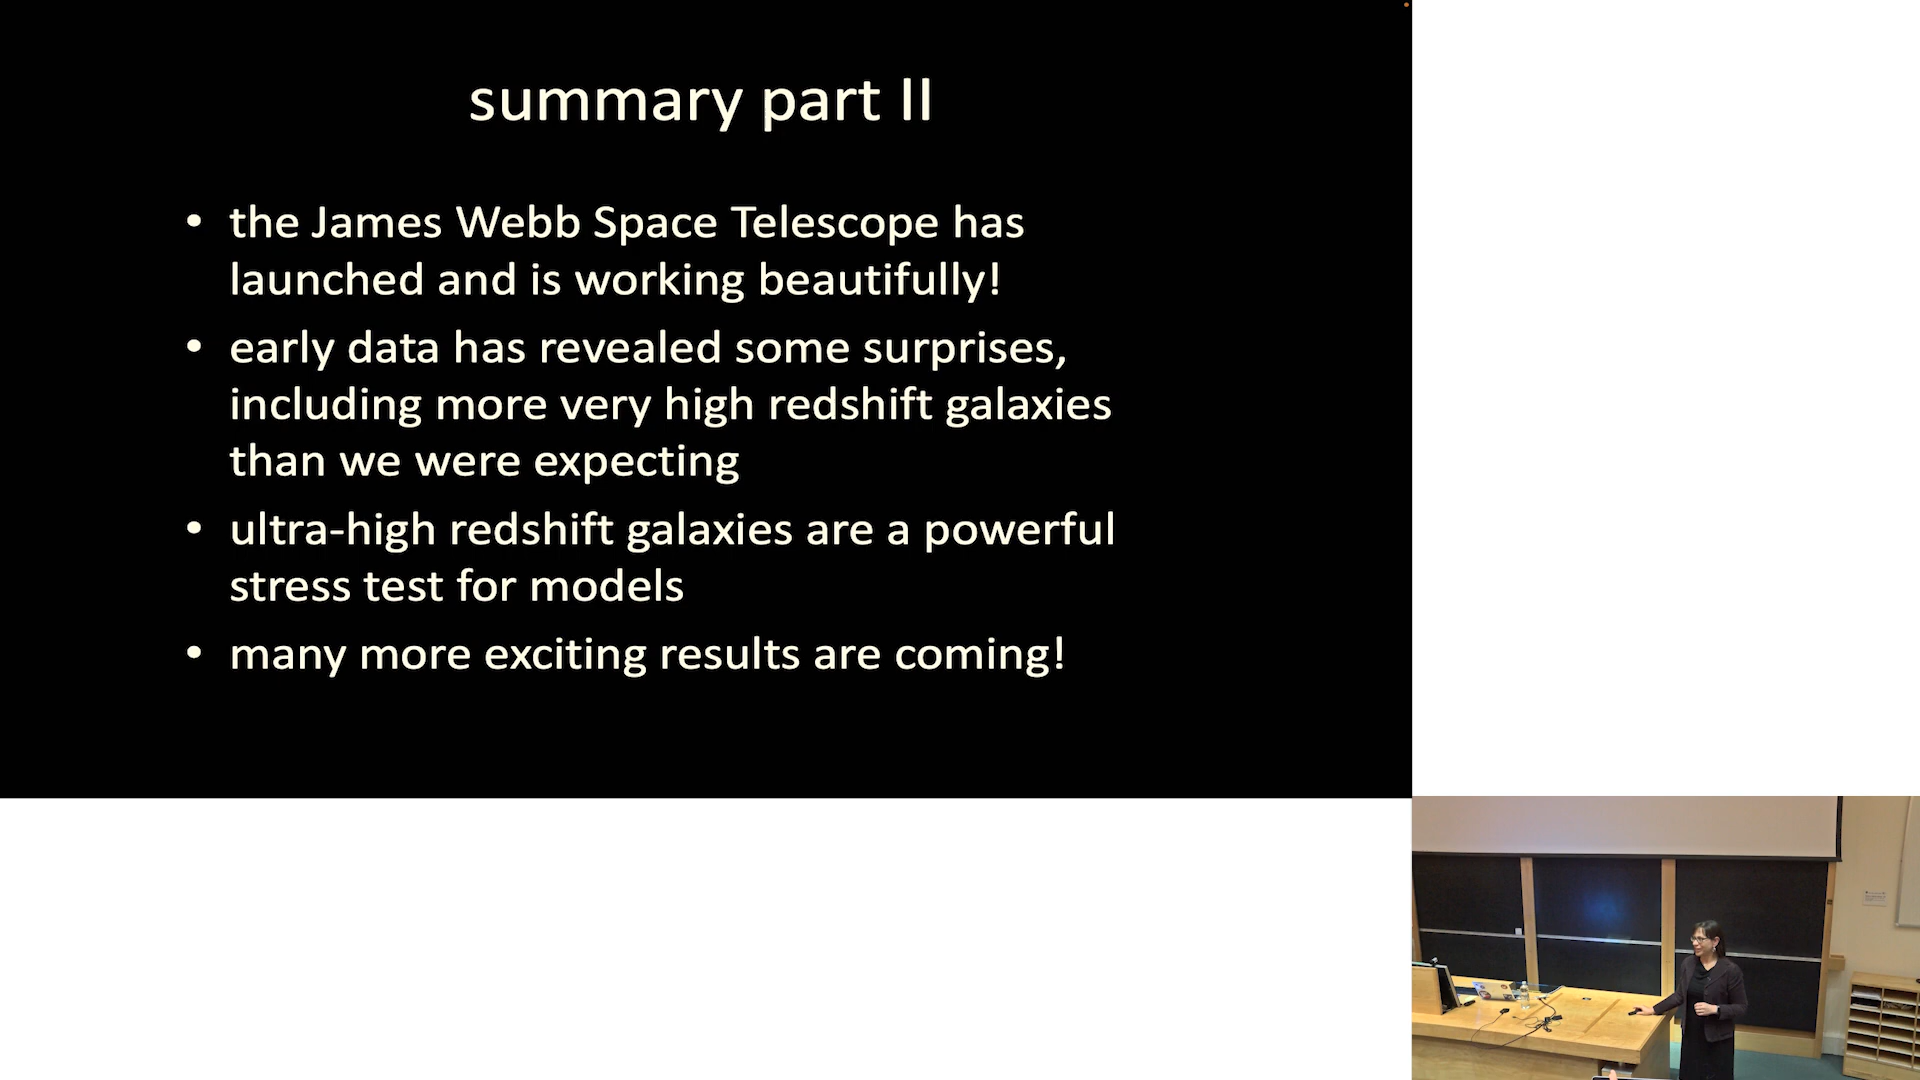 summary part II
• the James Webb Space Telescope has
launched and is working beautifully!
• early data has revealed some surprises,
including more very high redshift galaxies
than we were expecting
• ultra-high redshift galaxies are a powerful
stress test for models
• many more exciting results are coming!